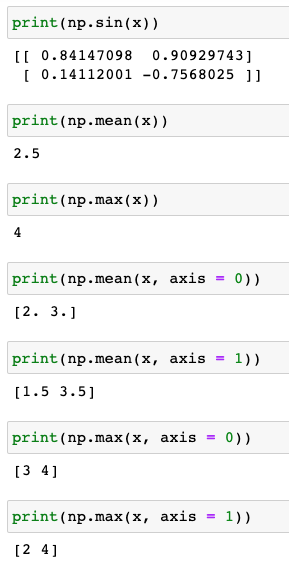 print(np.sin(x))
[[ 0.84147098  0.90929743]
 [ 0.14112001 -0.7568025 ]]
print(np.mean(x))
2.5
print(np.max(x))
4
print(np.mean(x, axis = 0))
[2. 3.]
print(np.mean(x, axis = 1))
[1.5 3.5]
print(np.max(x, axis = 0))
[3 4]
print(np.max(x, axis = 1))
[2 4]